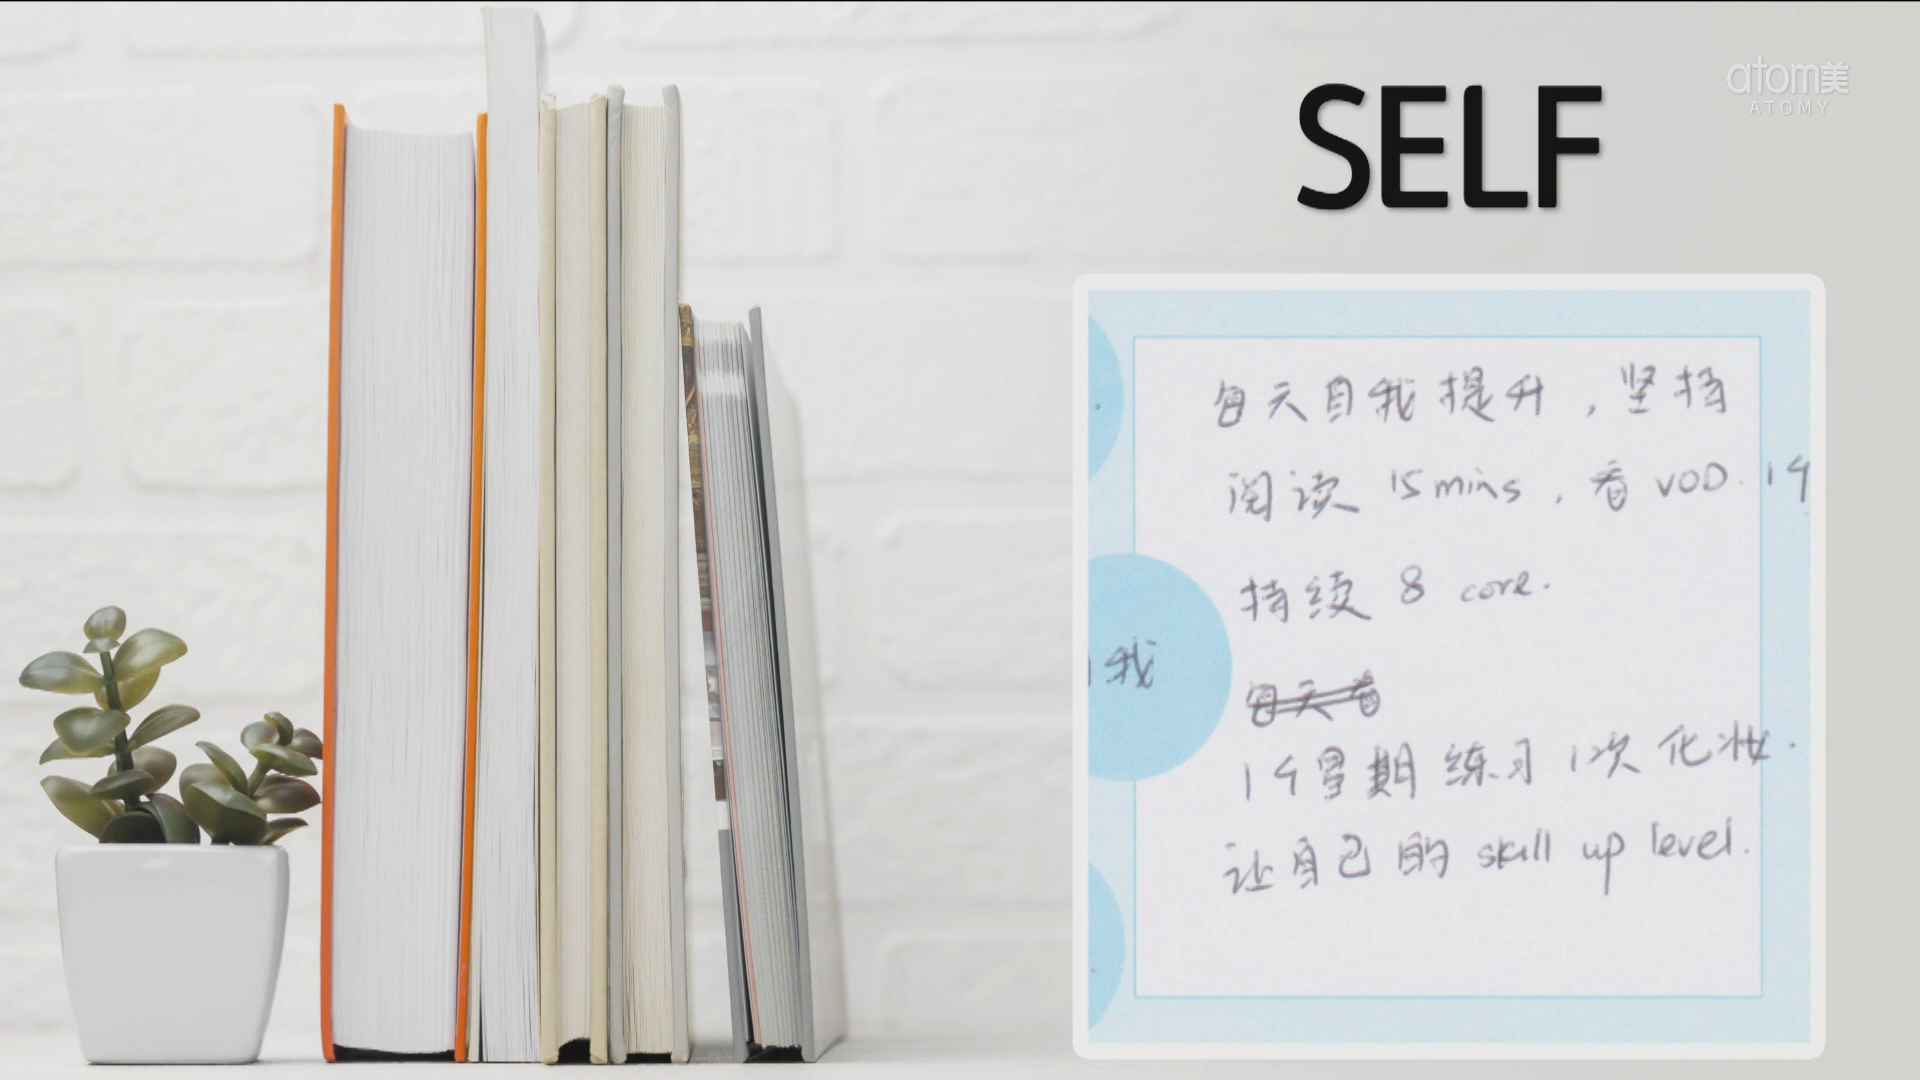 atom美
ATOMY
SELF
每天自我提升，坚持
阅读 15mins，看 VOD. 1个
持续 8 core.
我
每天看
1个星期练习1次化妆.
让自己的 skill up level.